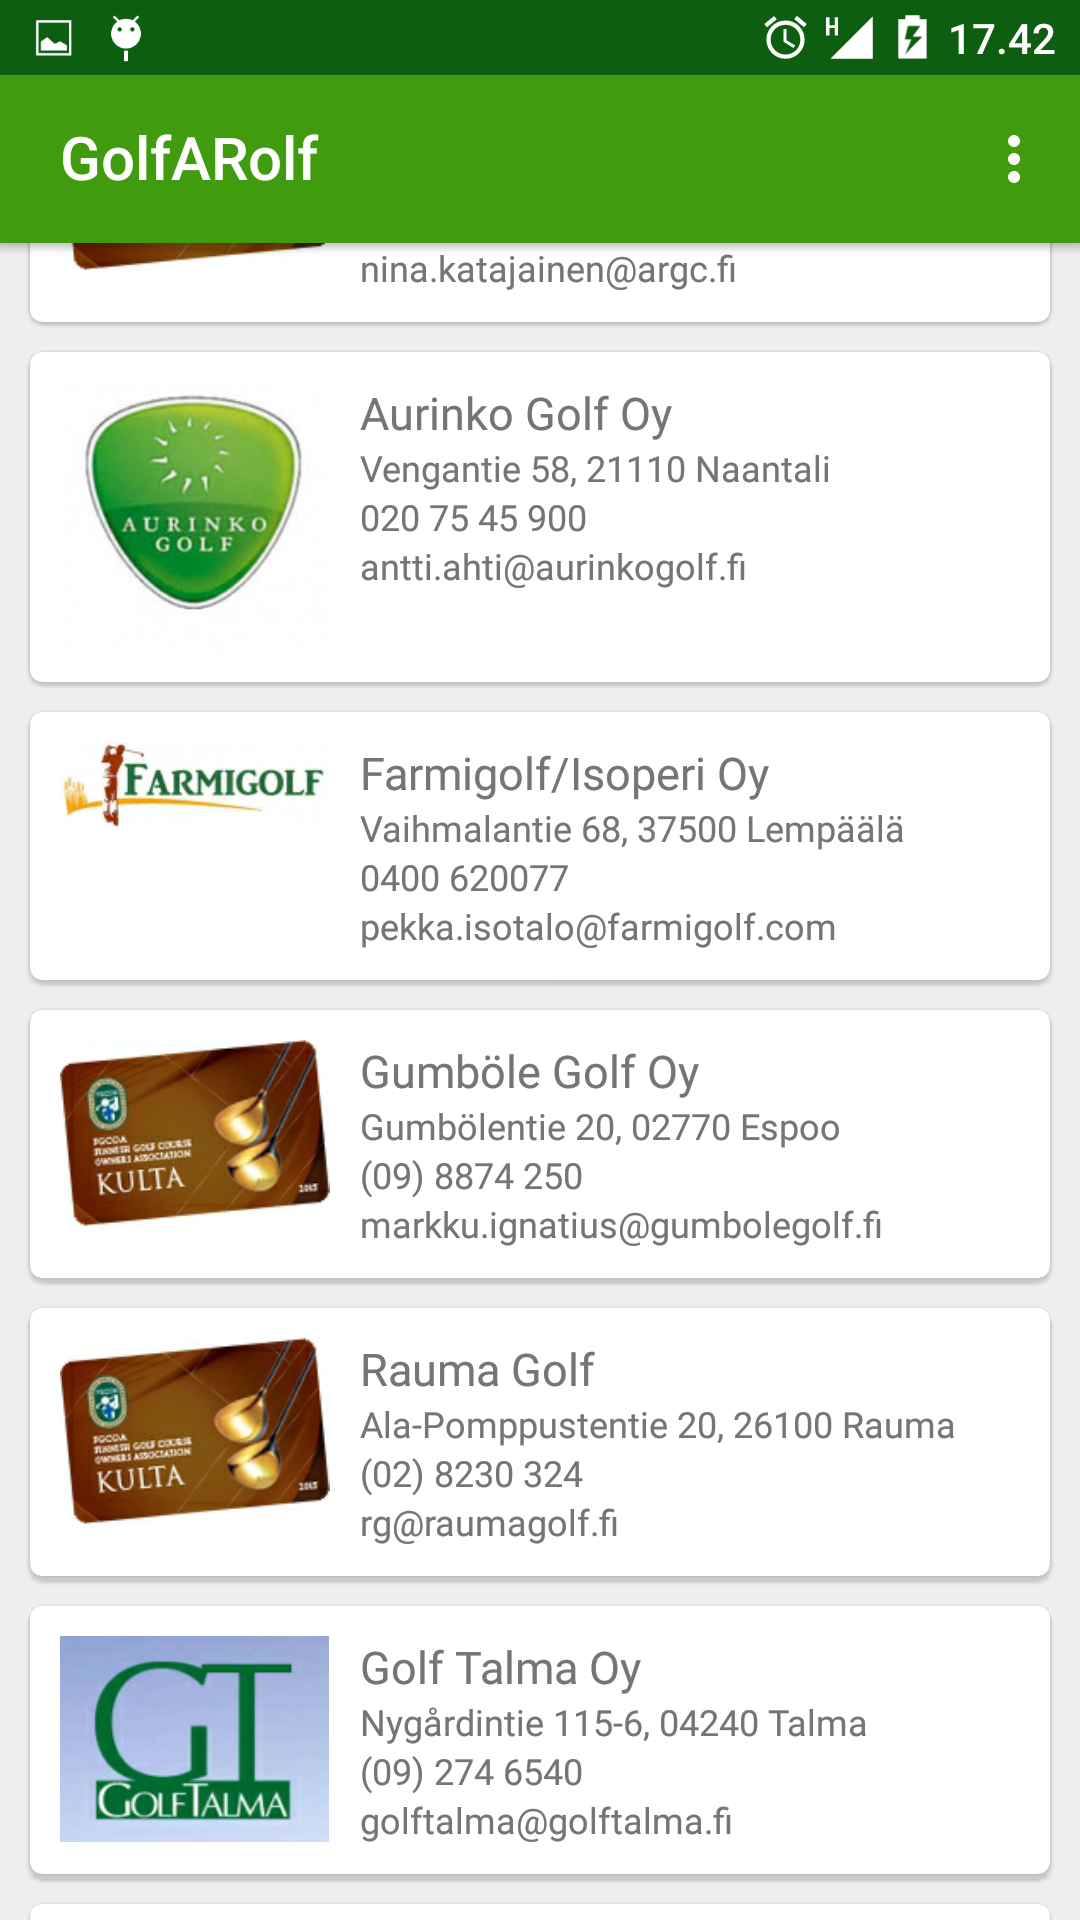 H 17.42
GolfARolf
nina.katajainen@argc.fi
AURINKO
GOLF
Aurinko Golf Oy
Vengantie 58, 21110 Naantali
020 75 45 900
antti.ahti@aurinkogolf.fi
FARMIGOLF
Farmigolf/Isoperi Oy
Vaihmalantie 68, 37500 Lempäälä
0400 620077
pekka.isotalo@farmigolf.com
FGCOA
FINNISH GOLF COURSE
OWNERS ASSOCIATION
KULTA
2015
Gumböle Golf Oy
Gumbölentie 20, 02770 Espoo
(09) 8874 250
markku.ignatius@gumbolegolf.fi
FGCOA
FINNISH GOLF COURSE
OWNERS ASSOCIATION
KULTA
2015
Rauma Golf
Ala-Pomppustentie 20, 26100 Rauma
(02) 8230 324
rg@raumagolf.fi
GT
GOLFTALMA
Golf Talma Oy
Nygårdintie 115-6, 04240 Talma
(09) 274 6540
golftalma@golftalma.fi